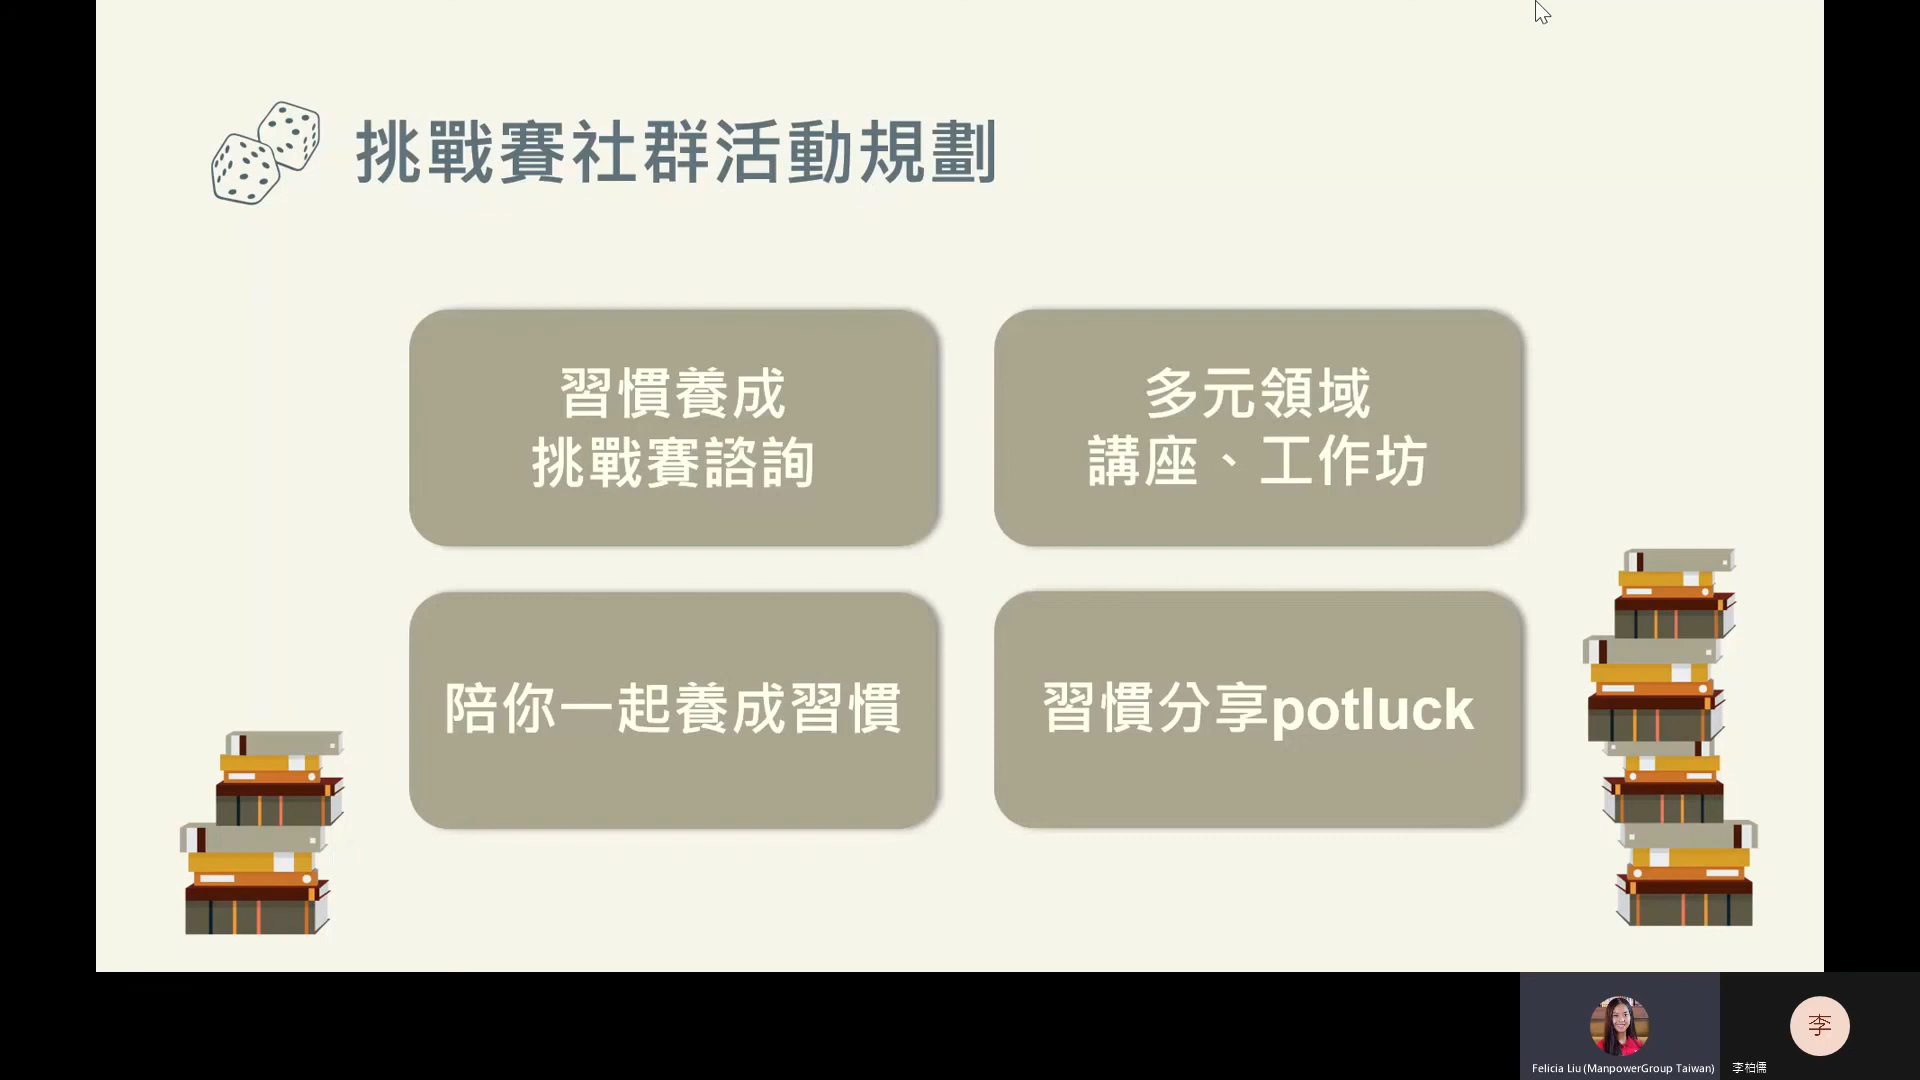 挑戰賽社群活動規劃
習慣養成
挑戰賽諮詢
多元領域
講座、工作坊
陪你一起養成習慣
習慣分享potluck
李
Felicia Liu (ManpowerGroup Taiwan)
李柏儒